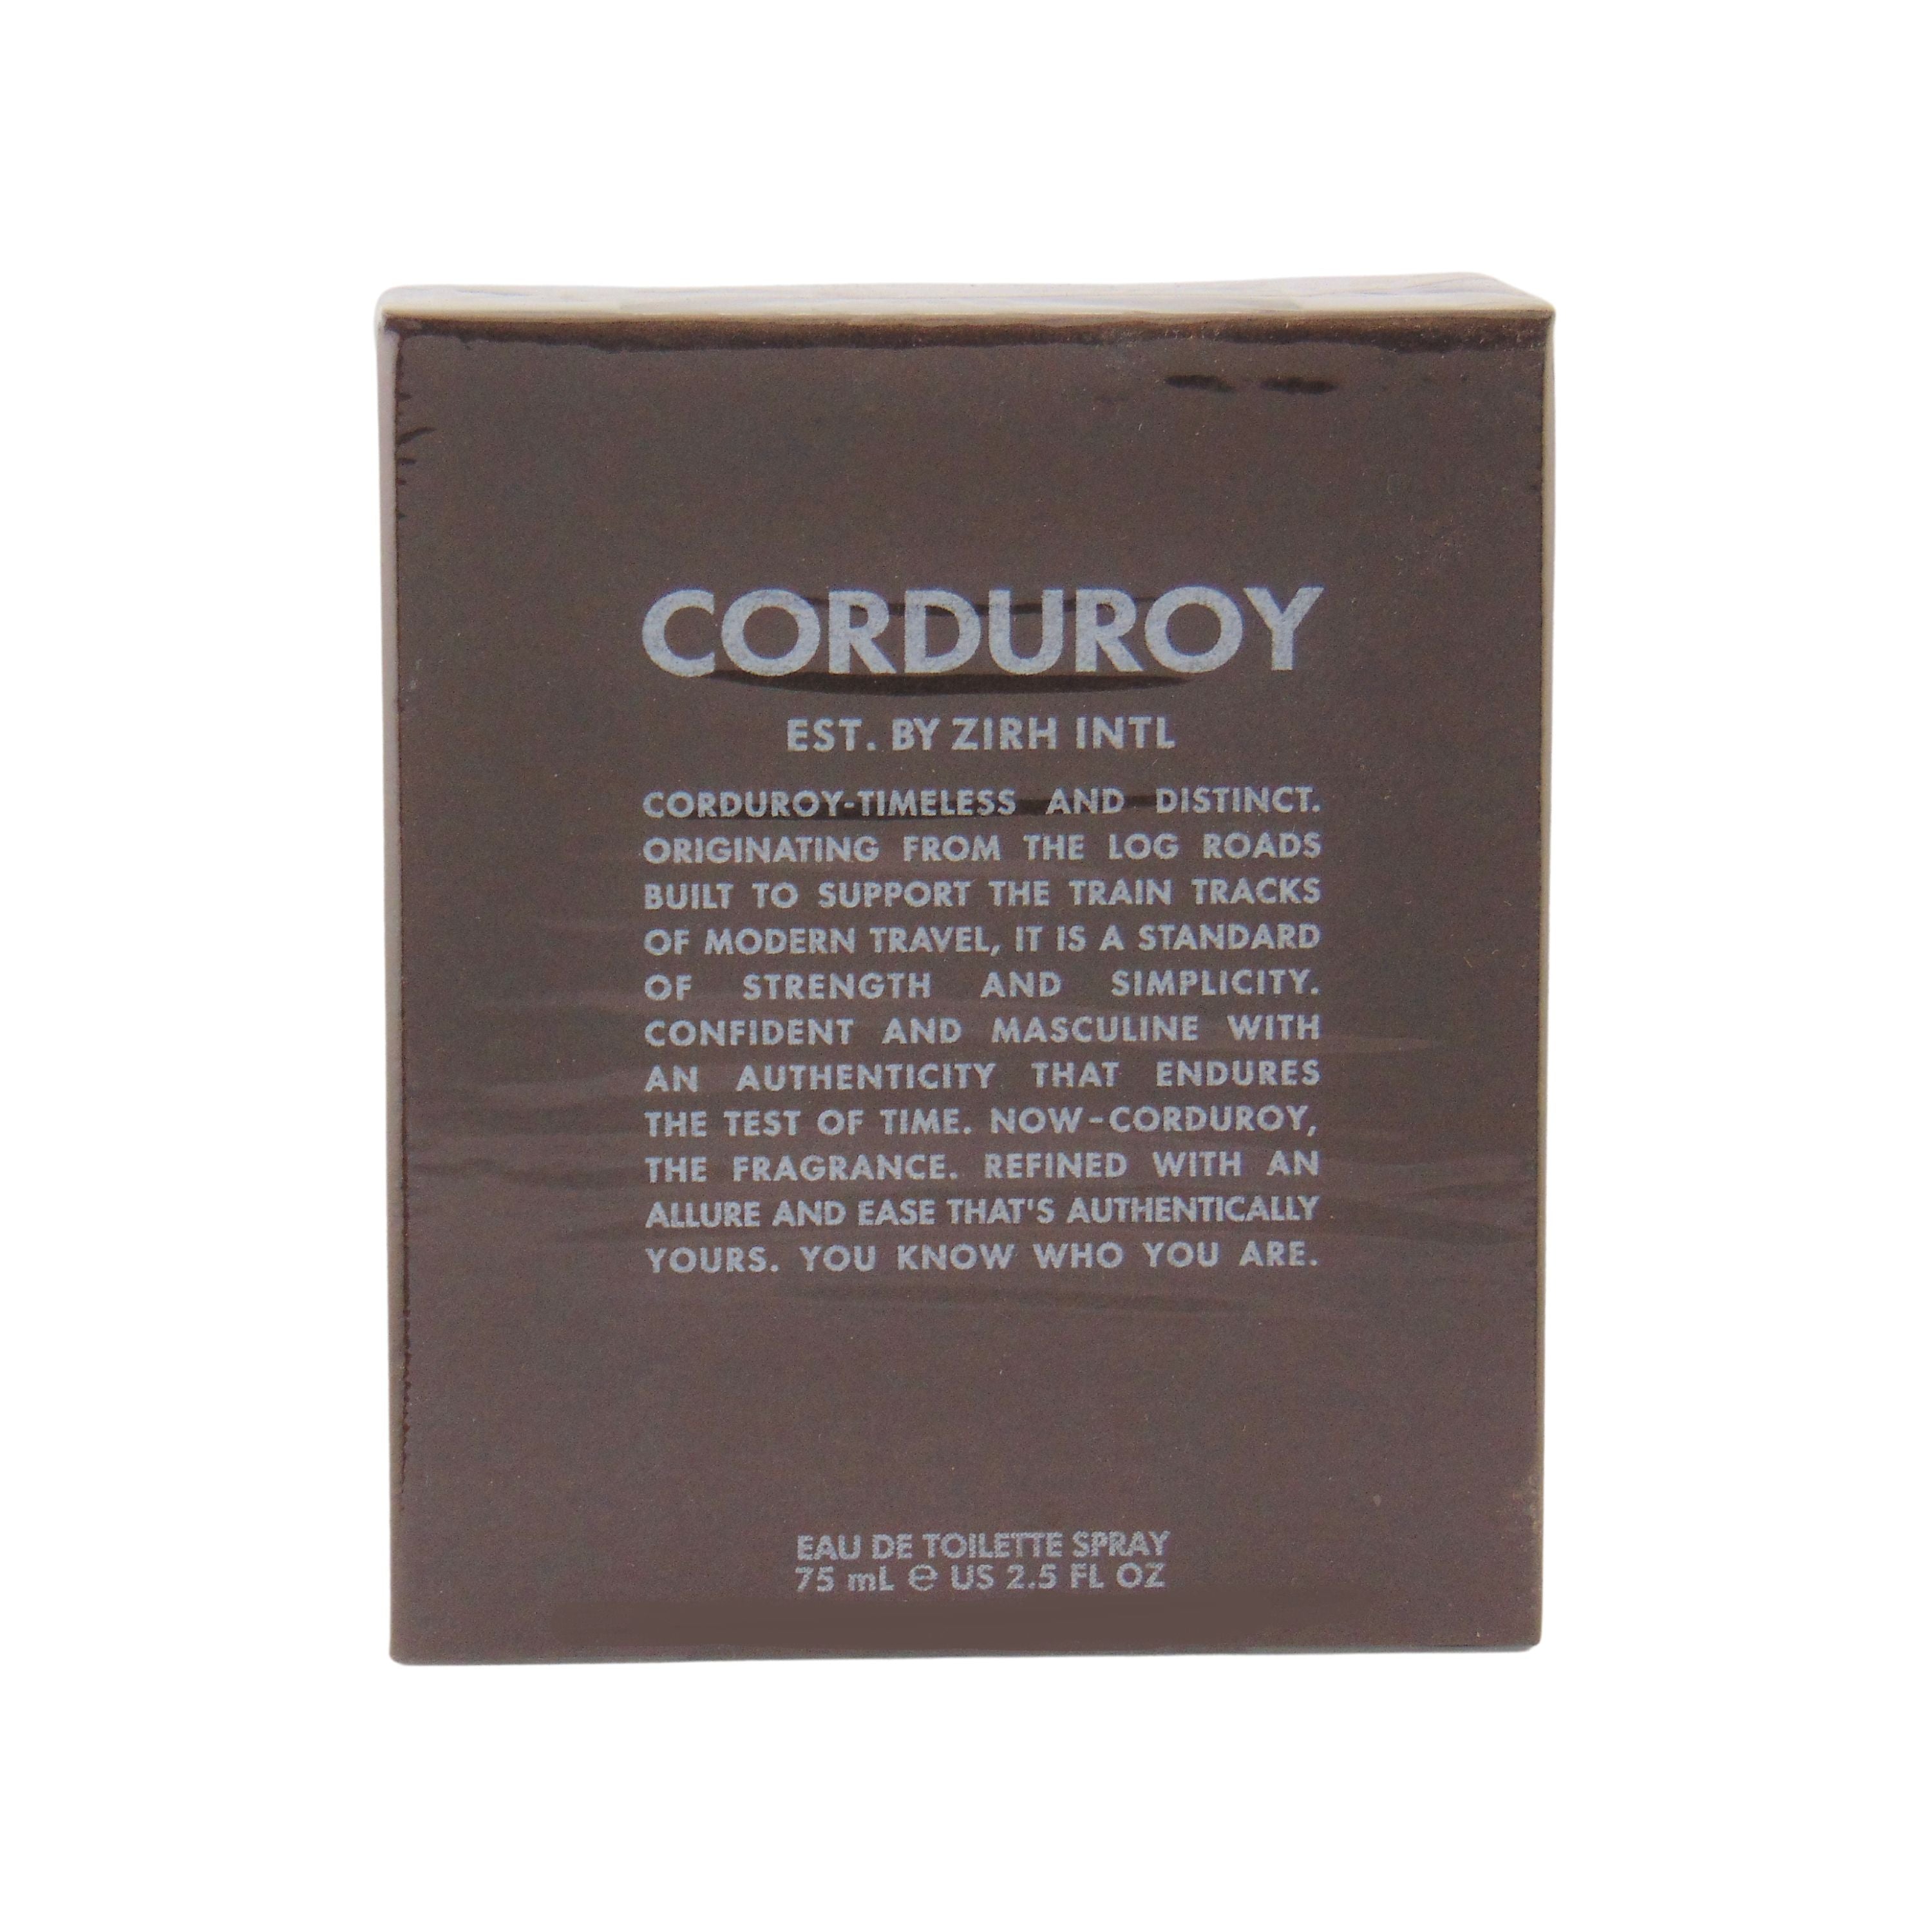 CORDUROY
EST. BY ZIRH INTL
CORDUROY-TIMELESS AND DISTINCT.
ORIGINATING FROM THE LOG ROADS
BUILT TO SUPPORT THE TRAIN TRACKS
OF MODERN TRAVEL, IT IS A STANDARD
OF STRENGTH AND SIMPLICITY.
CONFIDENT AND MASCULINE WITH
AN AUTHENTICITY THAT ENDURES
THE TEST OF TIME. NOW-CORDUROY,
THE FRAGRANCE. REFINED WITH AN
ALLURE AND EASE THAT'S AUTHENTICALLY
YOURS. YOU KNOW WHO YOU ARE.
EAU DE TOILETTE SPRAY
75 mL ℮ US 2.5 FL OZ